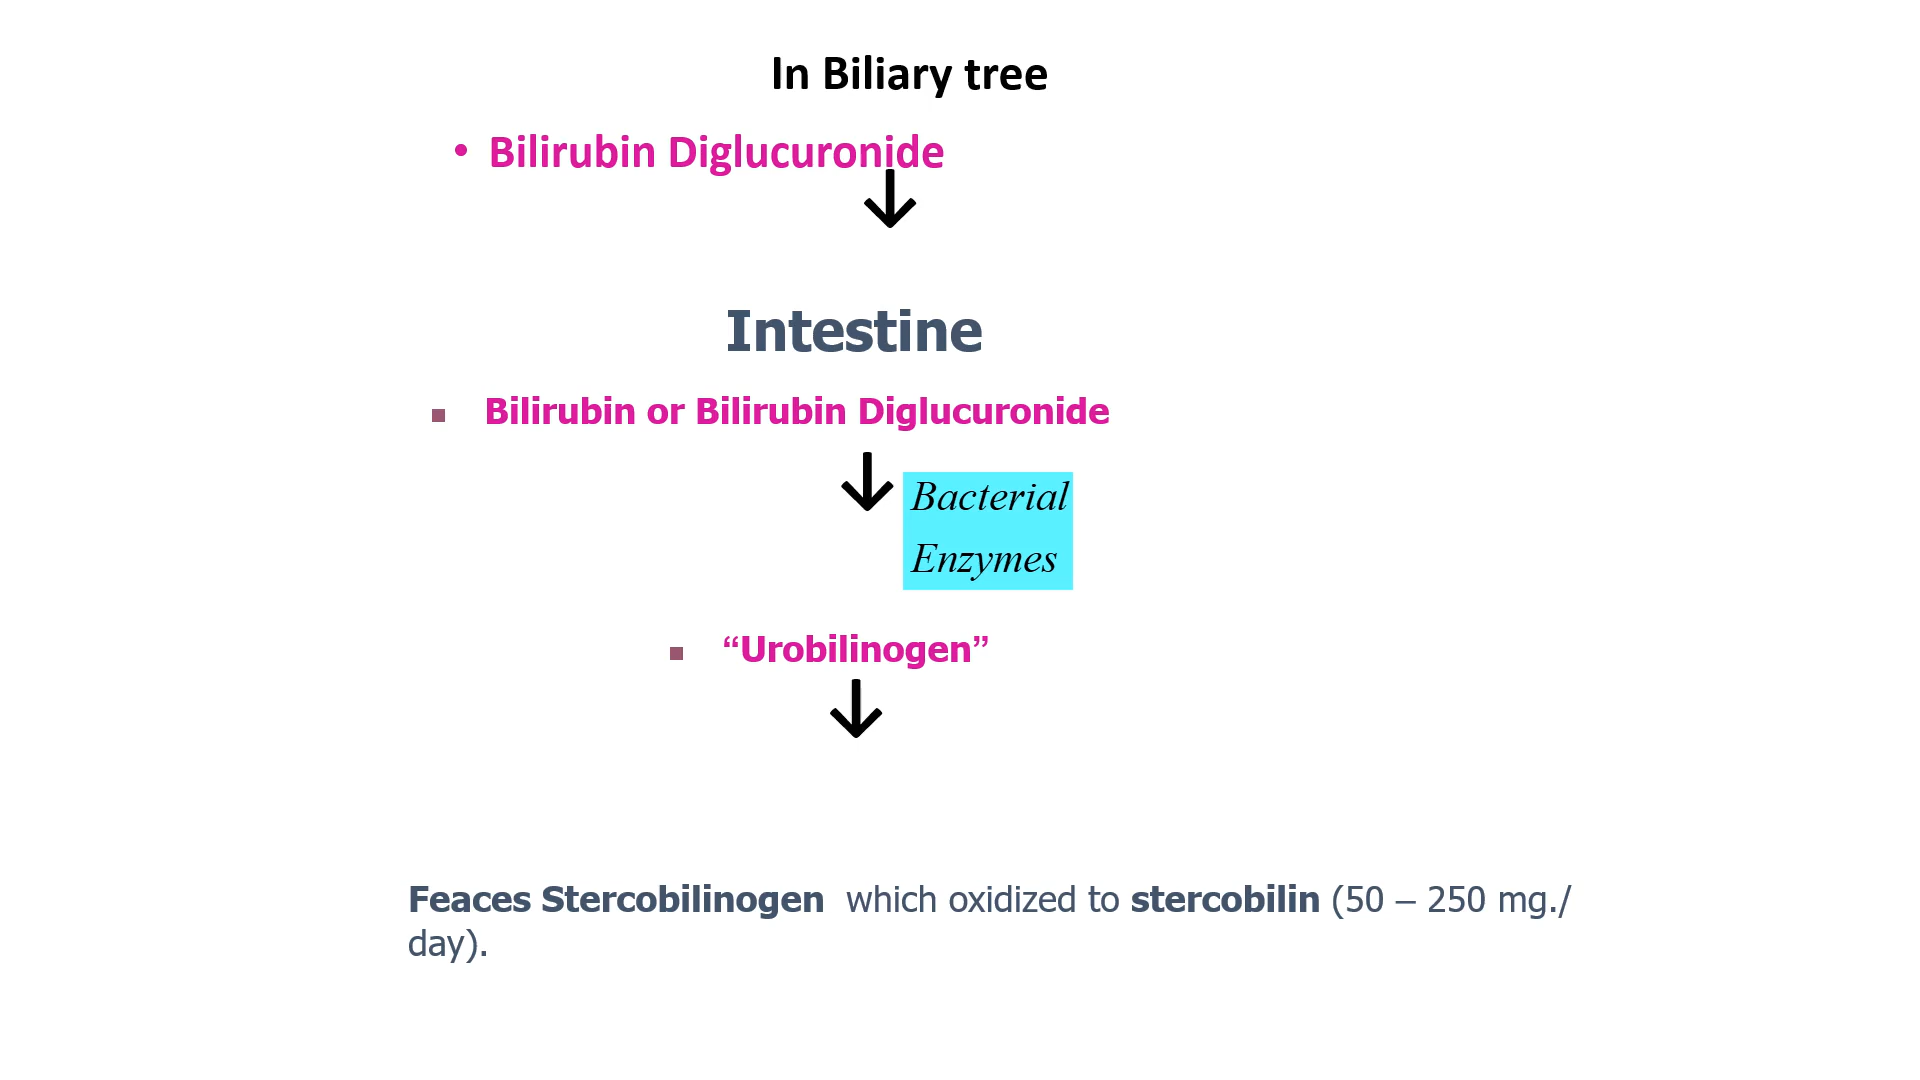 In Biliary tree
• Bilirubin Diglucuronide
Intestine
▪ Bilirubin or Bilirubin Diglucuronide
Bacterial
Enzymes
▪ “Urobilinogen”
Feaces Stercobilinogen which oxidized to stercobilin (50 – 250 mg./
day).